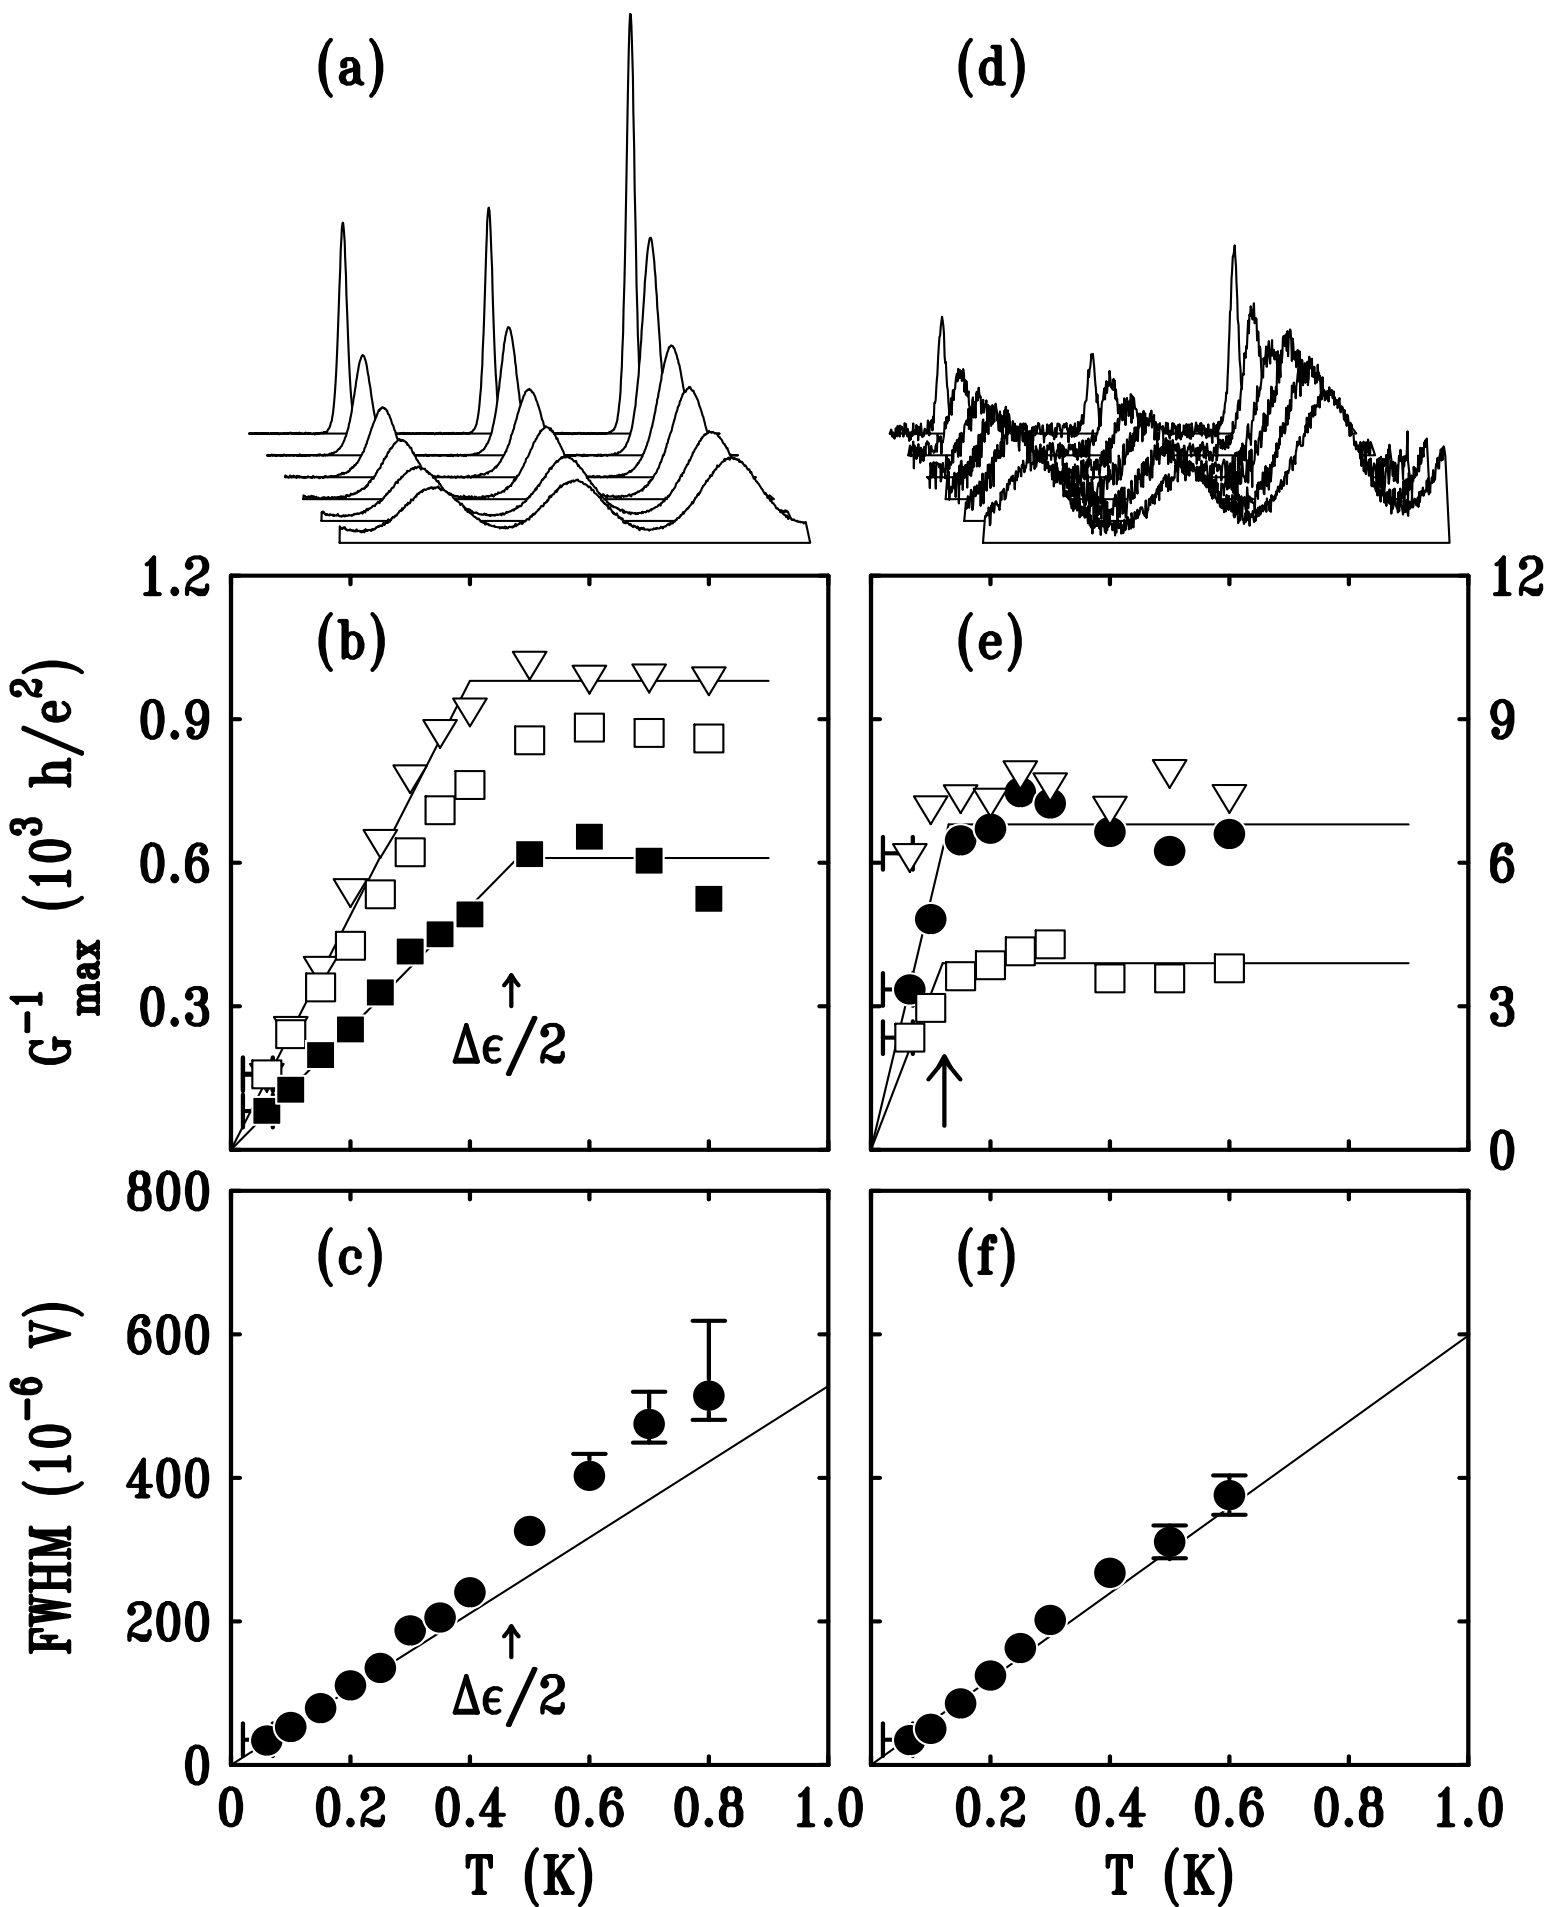 (a)
(d)
1.2
0.9
0.6
0.3
G⁻¹max (10³ h/e²)
(b)
Δϵ/2
(e)
12
9
6
3
0
800
600
400
200
0
FWHM (10⁻⁶ V)
(c)
Δϵ/2
(f)
0 0.2 0.4 0.6 0.8 1.0
0.2 0.4 0.6 0.8 1.0
T (K)
T (K)